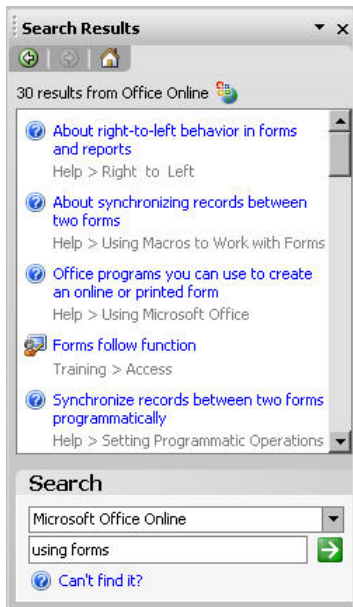 Search Results
30 results from Office Online
About right-to-left behavior in forms
and reports
Help > Right to Left
About synchronizing records between
two forms
Help > Using Macros to Work with Forms
Office programs you can use to create
an online or printed form
Help > Using Microsoft Office
Forms follow function
Training > Access
Synchronize records between two forms
programmatically
Help > Setting Programmatic Operations
Search
Microsoft Office Online
using forms
Can't find it?